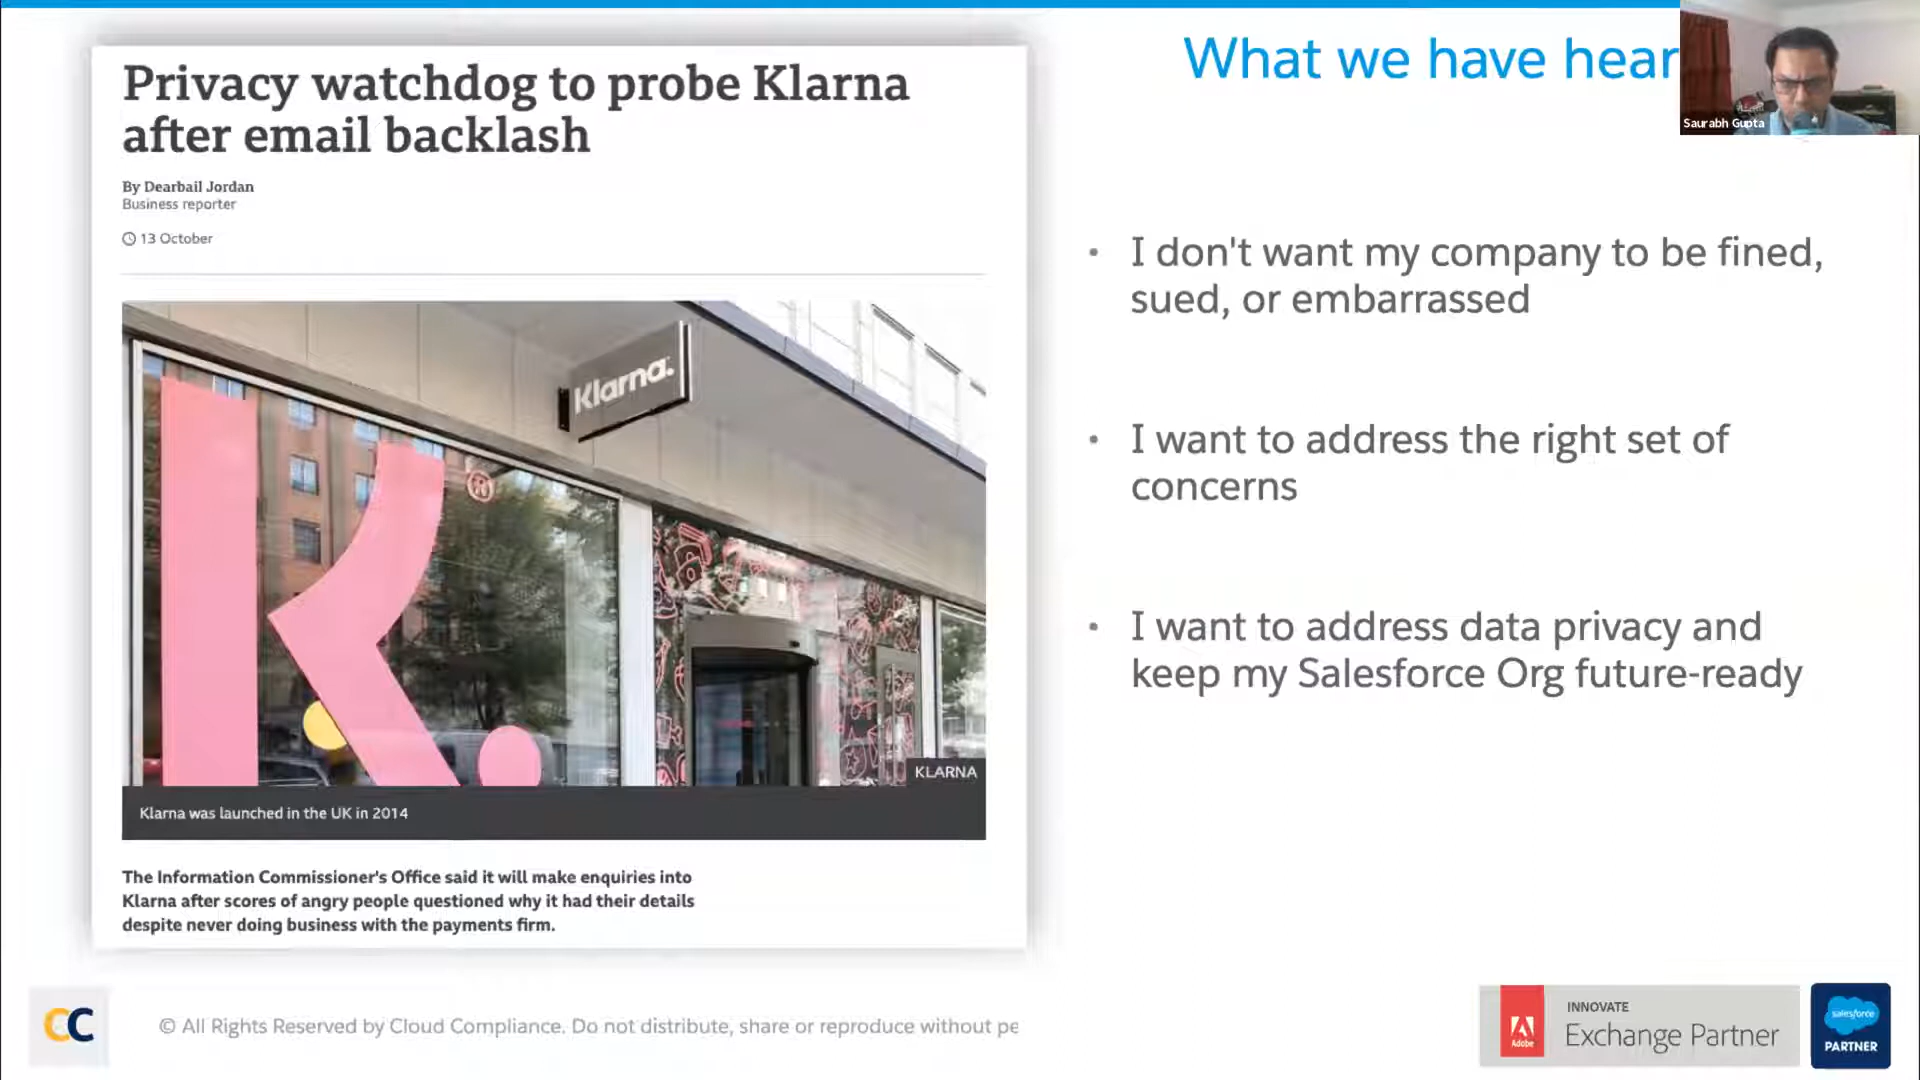 What we have hear
Saurabh Gupta
Privacy watchdog to probe Klarna
after email backlash
By Dearbail Jordan
Business reporter
13 October
Klarna.
K.
®
KLARNA
Klarna was launched in the UK in 2014
The Information Commissioner's Office said it will make enquiries into
Klarna after scores of angry people questioned why it had their details
despite never doing business with the payments firm.
• I don't want my company to be fined,
sued, or embarrassed
• I want to address the right set of
concerns
• I want to address data privacy and
keep my Salesforce Org future-ready
CC
© All Rights Reserved by Cloud Compliance. Do not distribute, share or reproduce without pe
Adobe
INNOVATE
Exchange Partner
salesforce
PARTNER